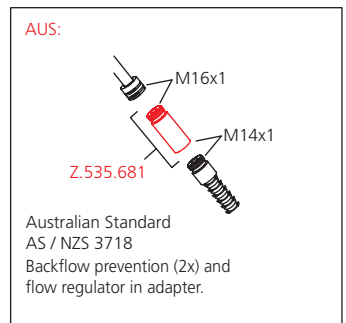 AUS:
M16x1
M14x1
Z.535.681
Australian Standard
AS / NZS 3718
Backflow prevention (2x) and
flow regulator in adapter.